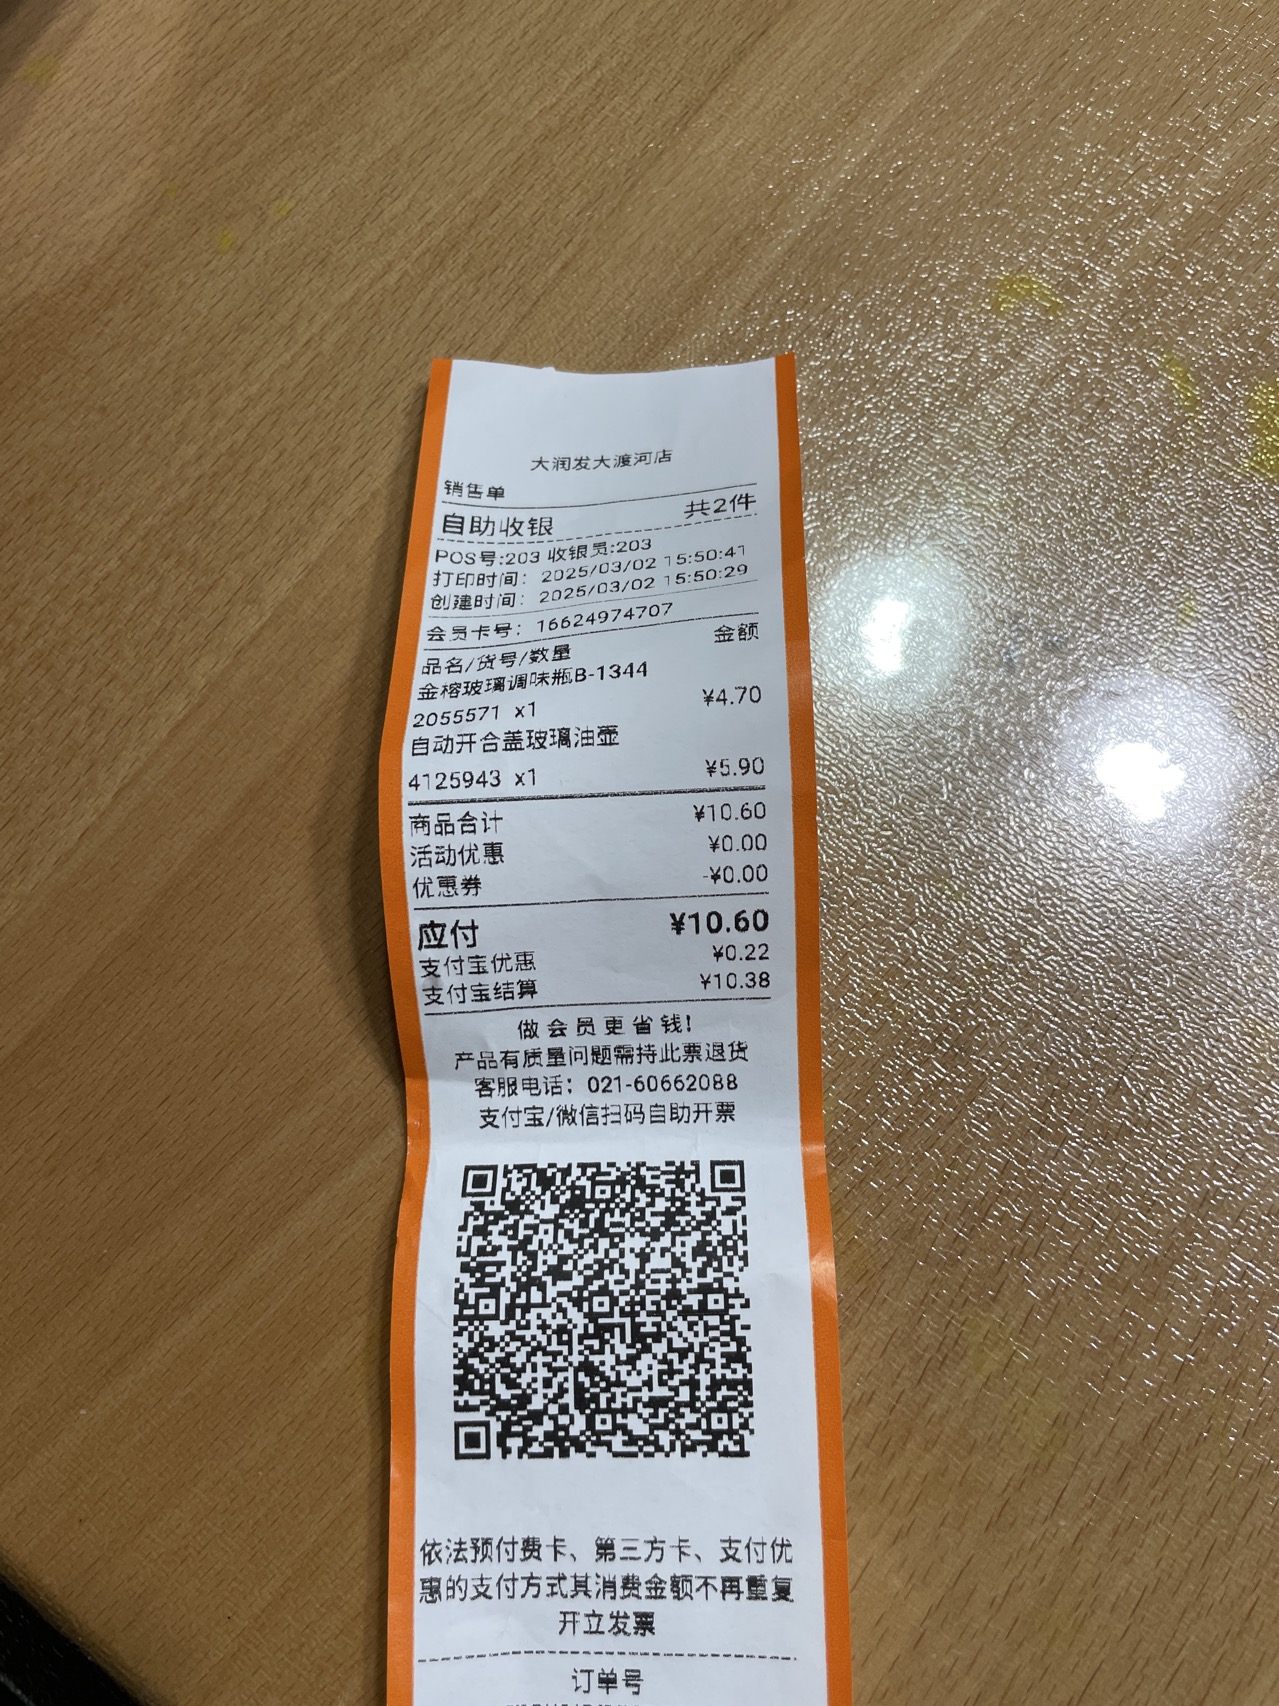 大润发大渡河店
销售单
自助收银 共2件
POS号:203 收银员:203
打印时间： 2025/03/02 15:50:41
创建时间： 2025/03/02 15:50:29
会员卡号： 16624974707
品名/货号/数量 金额
金榕玻璃调味瓶B-1344
2055571 x1 ¥4.70
自动开合盖玻璃油壶
4125943 x1 ¥5.90
商品合计 ¥10.60
活动优惠 ¥0.00
优惠券 -¥0.00
应付 ¥10.60
支付宝优惠 ¥0.22
支付宝结算 ¥10.38
做会员更省钱!
产品有质量问题需持此票退货
客服电话：021-60662088
支付宝/微信扫码自助开票
依法预付费卡、第三方卡、支付优
惠的支付方式其消费金额不再重复
开立发票
订单号